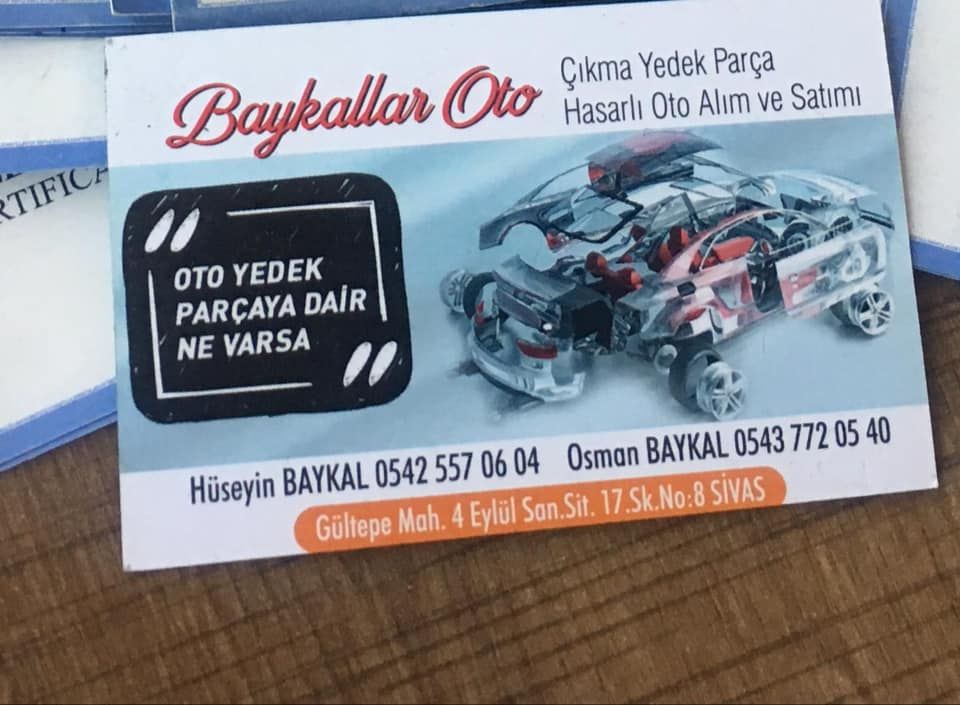 Baykallar Oto
Çıkma Yedek Parça
Hasarlı Oto Alım ve Satımı
OTO YEDEK
PARÇAYA DAİR
NE VARSA
Hüseyin BAYKAL 0542 557 06 04 Osman BAYKAL 0543 772 05 40
Gültepe Mah. 4 Eylül San.Sit. 17.Sk.No:8 SİVAS